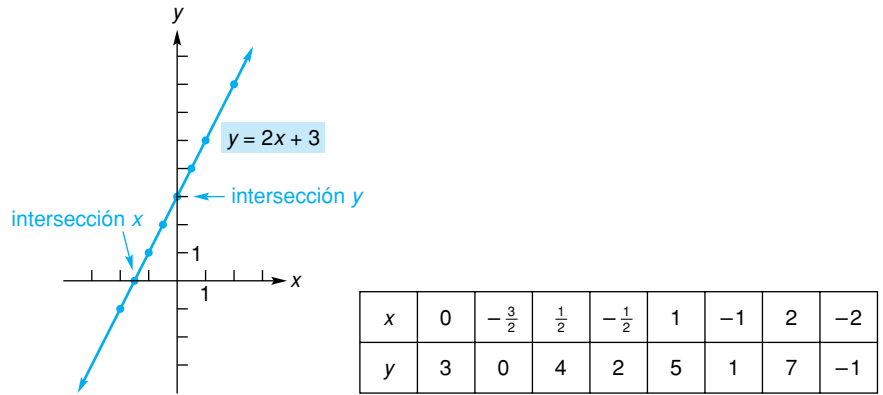 y
y = 2x + 3
intersección y
intersección x
1
x
1
x 0 −3/2 1/2 −1/2 1 −1 2 −2
y 3 0 4 2 5 1 7 −1